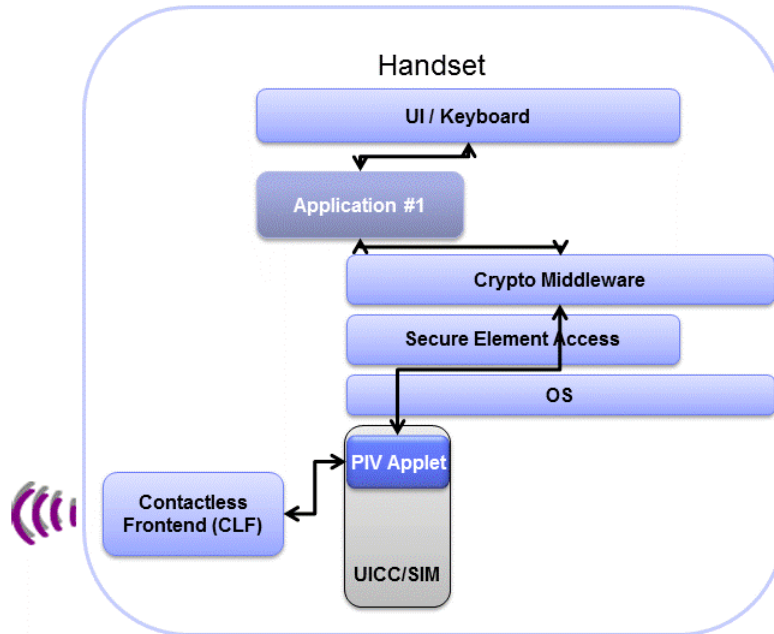 Handset
UI / Keyboard
Application #1
Crypto Middleware
Secure Element Access
OS
PIV Applet
Contactless
Frontend (CLF)
UICC/SIM